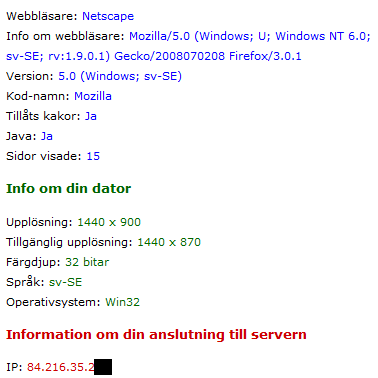 Webbläsare: Netscape
Info om webbläsare: Mozilla/5.0 (Windows; U; Windows NT 6.0;
sv-SE; rv:1.9.0.1) Gecko/2008070208 Firefox/3.0.1
Version: 5.0 (Windows; sv-SE)
Kod-namn: Mozilla
Tillåts kakor: Ja
Java: Ja
Sidor visade: 15
Info om din dator
Upplösning: 1440 x 900
Tillgänglig upplösning: 1440 x 870
Färgdjup: 32 bitar
Språk: sv-SE
Operativsystem: Win32
Information om din anslutning till servern
IP: 84.216.35.2